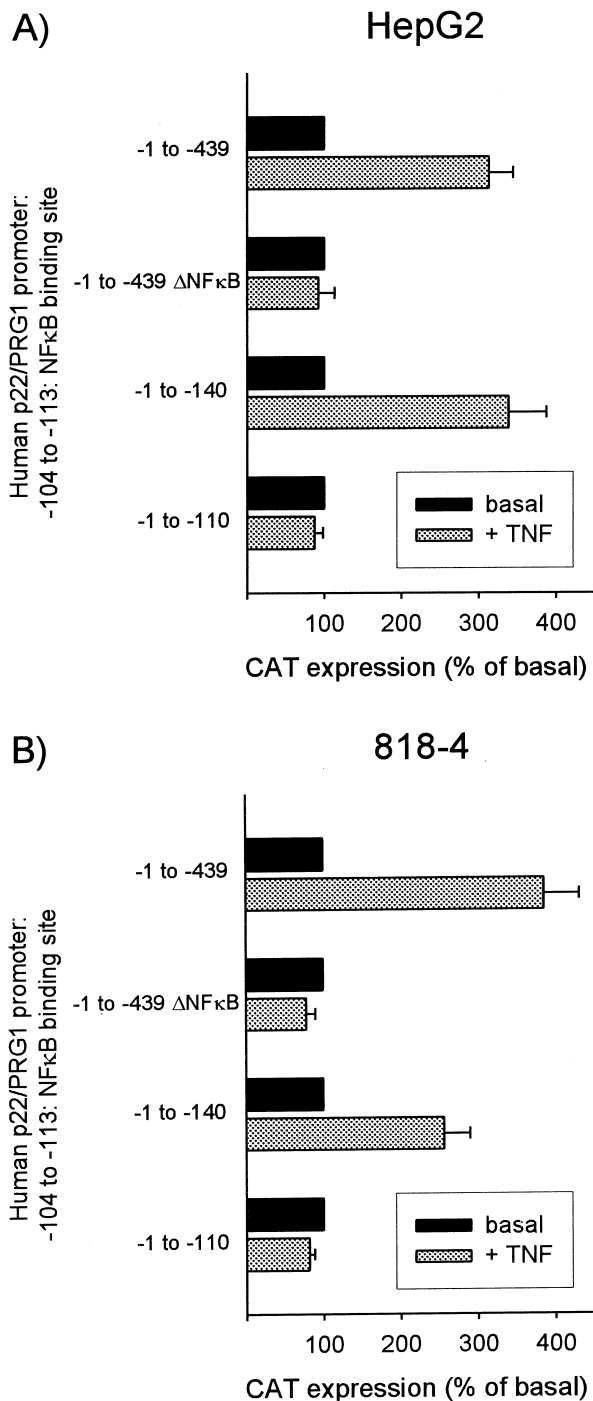 A)
HepG2
Human p22/PRG1 promoter:
-104 to -113: NFκB binding site
-1 to -439
-1 to -439 ΔNFκB
-1 to -140
-1 to -110
basal
+ TNF
100 200 300 400
CAT expression (% of basal)
B)
818-4
Human p22/PRG1 promoter:
-104 to -113: NFκB binding site
-1 to -439
-1 to -439 ΔNFκB
-1 to -140
-1 to -110
basal
+ TNF
100 200 300 400
CAT expression (% of basal)